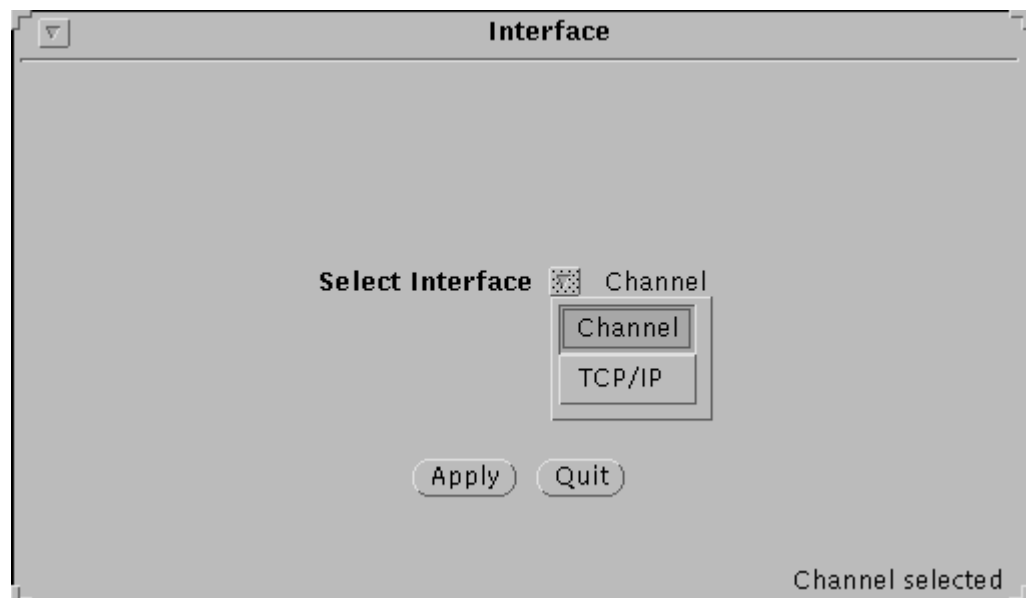 Interface
Select Interface Channel
Channel
TCP/IP
Apply Quit
Channel selected